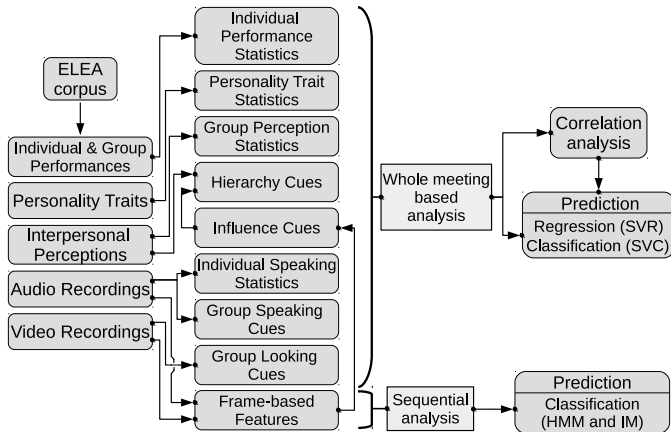 ELEA
corpus
Individual & Group
Performances
Personality Traits
Interpersonal
Perceptions
Audio Recordings
Video Recordings
Individual
Performance
Statistics
Personality Trait
Statistics
Group Perception
Statistics
Hierarchy Cues
Influence Cues
Individual Speaking
Statistics
Group Speaking
Cues
Group Looking
Cues
Frame-based
Features
Whole meeting
based
analysis
Sequential
analysis
Correlation
analysis
Prediction
Regression (SVR)
Classification (SVC)
Prediction
Classification
(HMM and IM)